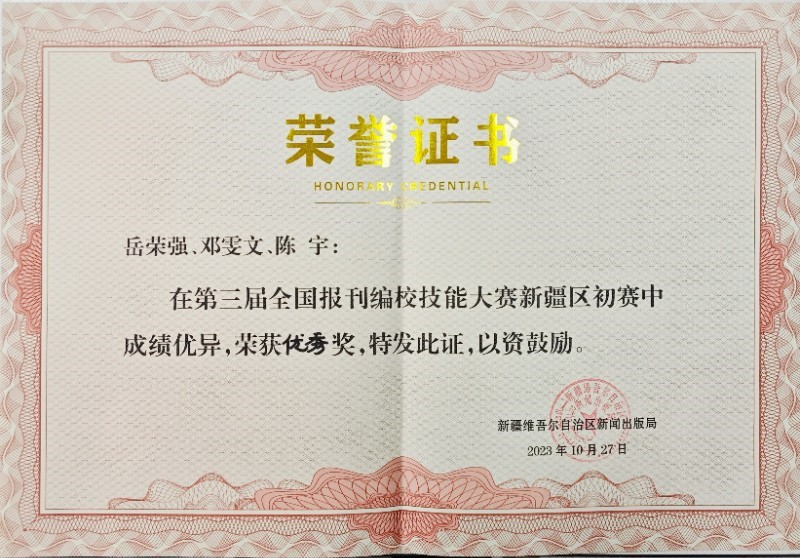 荣誉证书
HONORARY CREDENTIAL
岳荣强、邓雯文、陈 宇：
在第三届全国报刊编校技能大赛新疆区初赛中
成绩优异，荣获优秀奖，特发此证，以资鼓励。
新疆维吾尔自治区新闻出版局
2023年10月27日